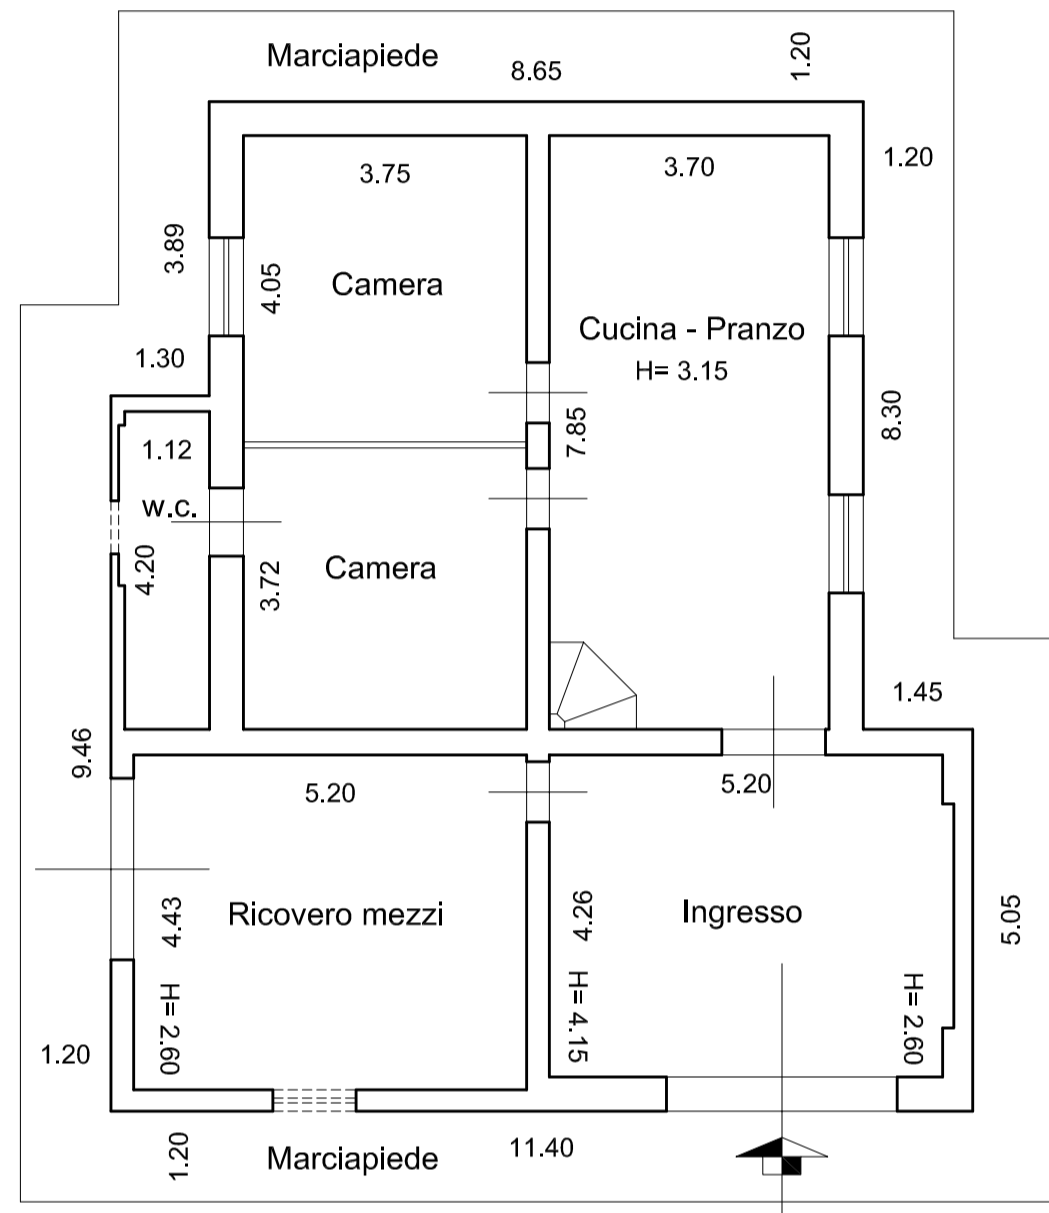 Marciapiede
8.65
1.20
1.20
3.75
3.70
3.89
4.05
Camera
Cucina - Pranzo
H= 3.15
1.30
7.85
8.30
1.12
w.c.
4.20
3.72
Camera
1.45
9.46
5.20
5.20
4.43
Ricovero mezzi
4.26
Ingresso
5.05
H= 2.60
H= 4.15
H= 2.60
1.20
1.20
Marciapiede
11.40